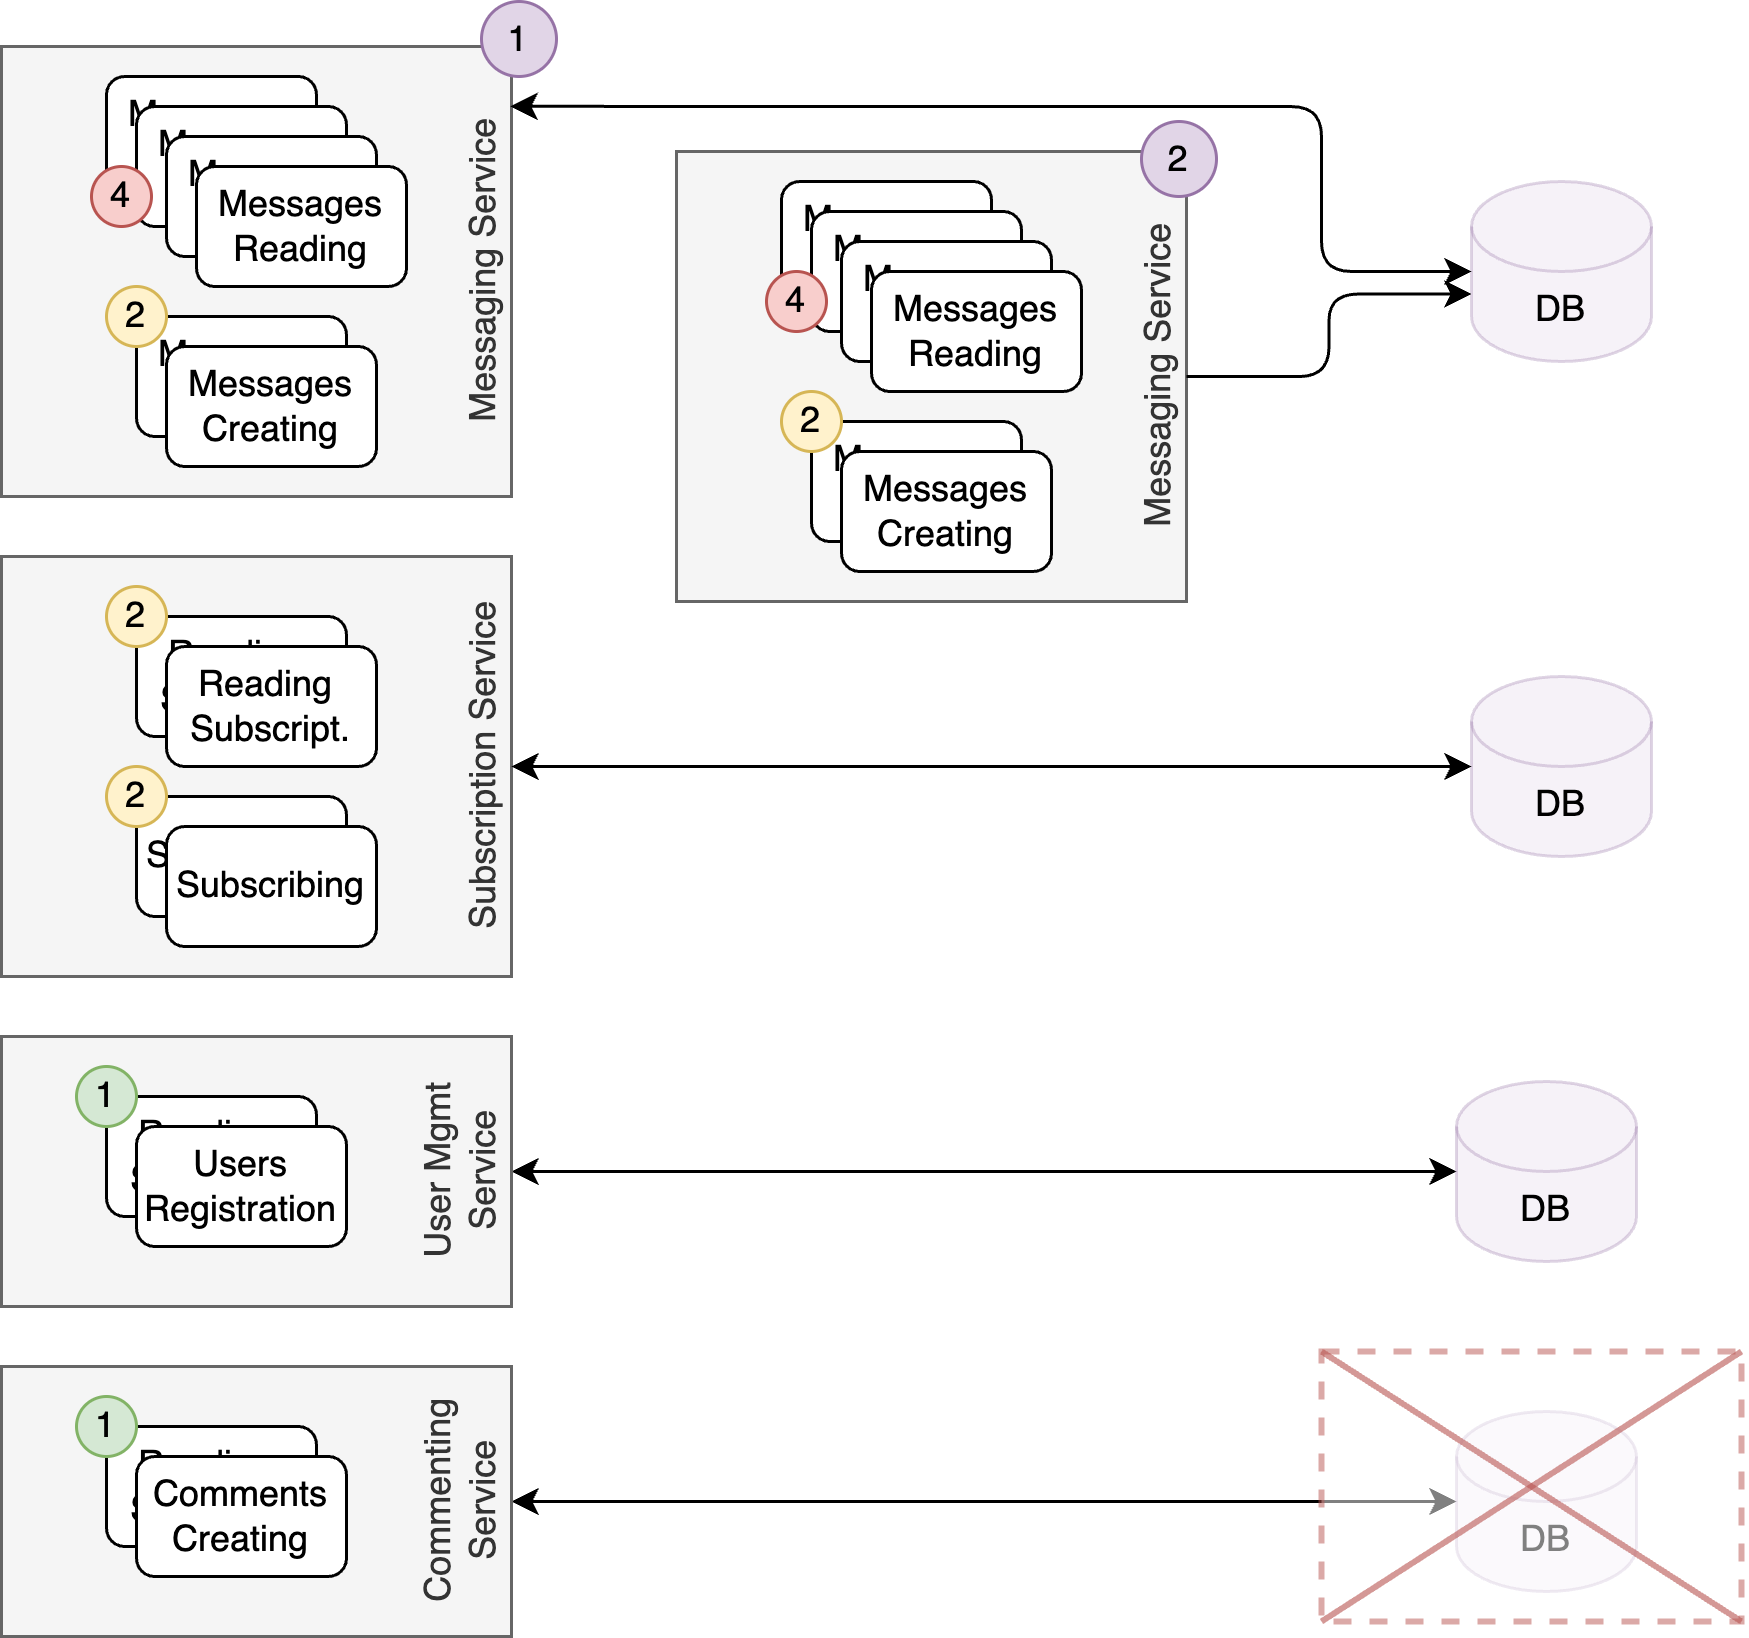 1
M
M
M
4
Messages
Reading
2
M
Messages
Creating
Messaging Service
2
M
M
M
4
Messages
Reading
2
M
Messages
Creating
Messaging Service
DB
2
Reading
Subscript.
2
S
Subscribing
Subscription Service
DB
1
Users
Registration
User Mgmt
Service
DB
1
Comments
Creating
Commenting
Service
DB